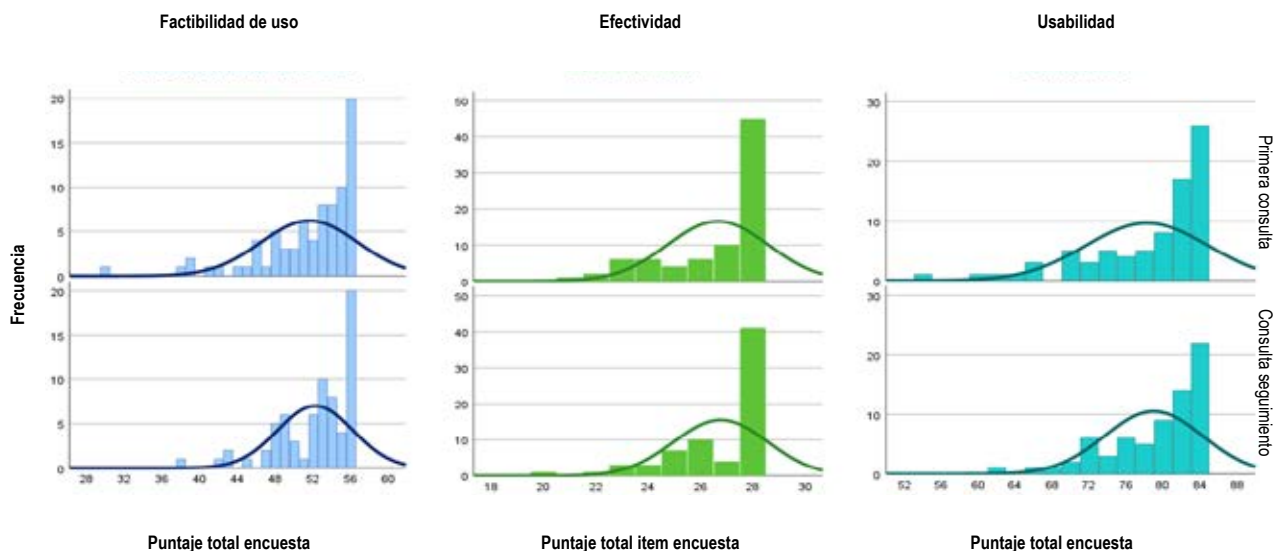 Factibilidad de uso
Efectividad
Usabilidad
Frecuencia
20
15
10
5
0
20
15
10
5
0
28 32 36 40 44 48 52 56 60
50
40
30
20
10
0
50
40
30
20
10
0
18 20 22 24 26 28 30
30
20
10
0
30
20
10
0
52 56 60 64 68 72 76 80 84 88
Primera consulta
Consulta seguimiento
Puntaje total encuesta
Puntaje total item encuesta
Puntaje total encuesta